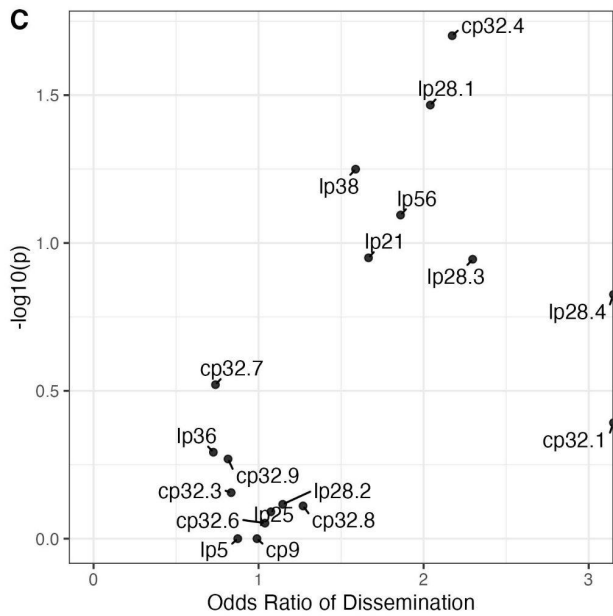 C
cp32.4
1.5
lp28.1
lp38
lp56
1.0
lp21
lp28.3
lp28.4
-log10(p)
cp32.7
0.5
lp36
cp32.1
cp32.9
cp32.3
lp28.2
cp32.6
lp25
cp32.8
0.0
lp5
cp9
0
1
2
3
Odds Ratio of Dissemination